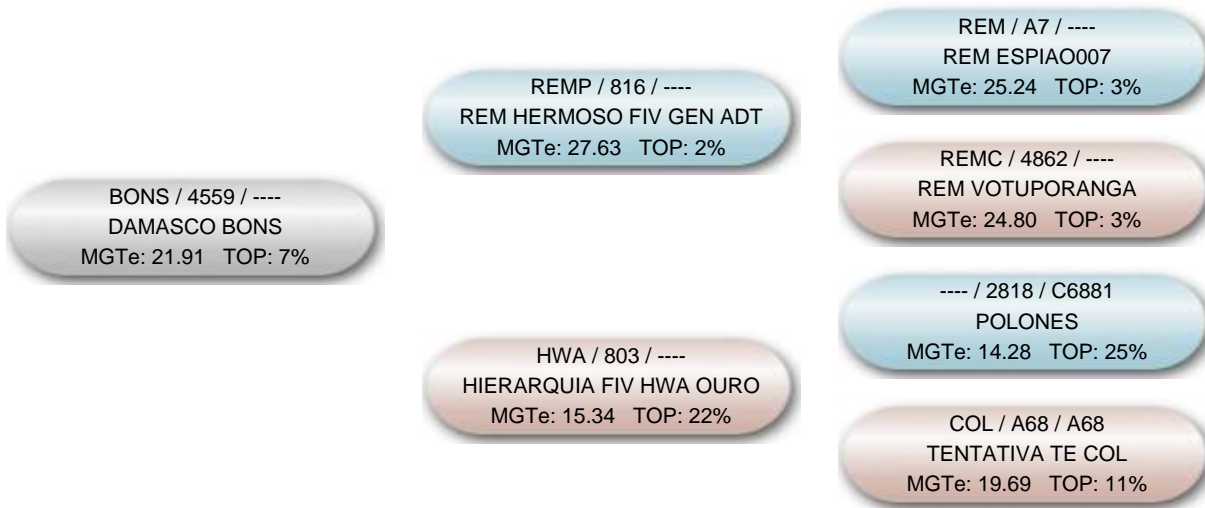 BONS / 4559 / ----
DAMASCO BONS
MGTe: 21.91 TOP: 7%
REMP / 816 / ----
REM HERMOSO FIV GEN ADT
MGTe: 27.63 TOP: 2%
HWA / 803 / ----
HIERARQUIA FIV HWA OURO
MGTe: 15.34 TOP: 22%
REM / A7 / ----
REM ESPIAO007
MGTe: 25.24 TOP: 3%
REMC / 4862 / ----
REM VOTUPORANGA
MGTe: 24.80 TOP: 3%
---- / 2818 / C6881
POLONES
MGTe: 14.28 TOP: 25%
COL / A68 / A68
TENTATIVA TE COL
MGTe: 19.69 TOP: 11%